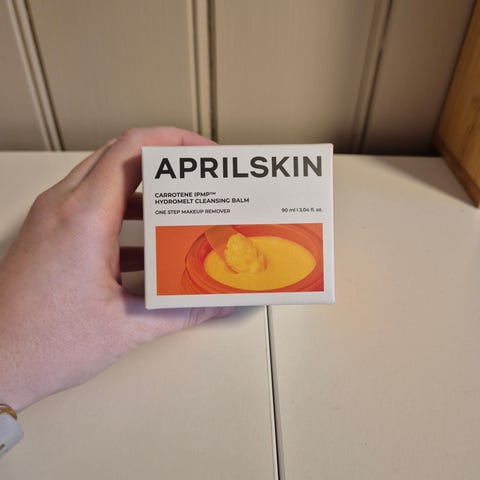 APRILSKIN
CARROTENE IPMP™
HYDROMELT CLEANSING BALM
ONE STEP MAKEUP REMOVER 90 ml I 3.04 fl. oz.